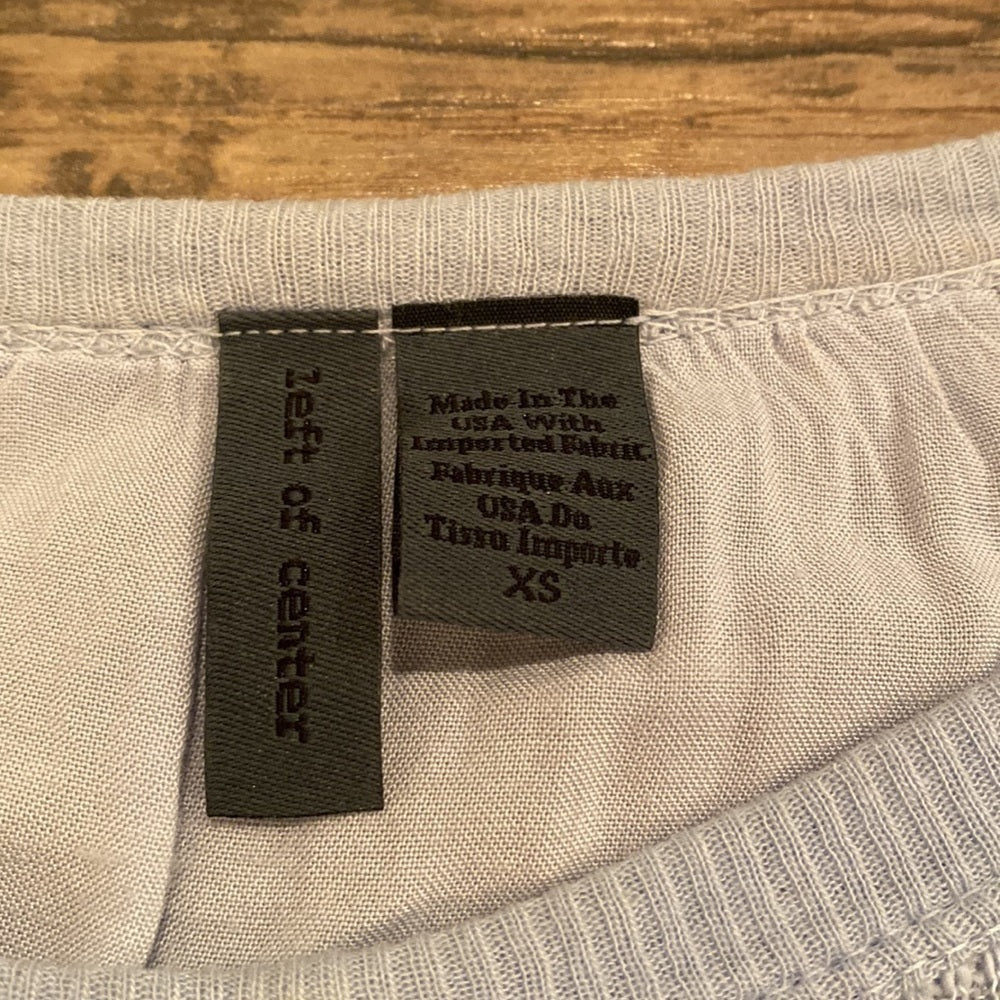 left of center
Made In The
USA With
Imported Fabric
Fabrique Aux
USA Du
Tissu Importe
XS